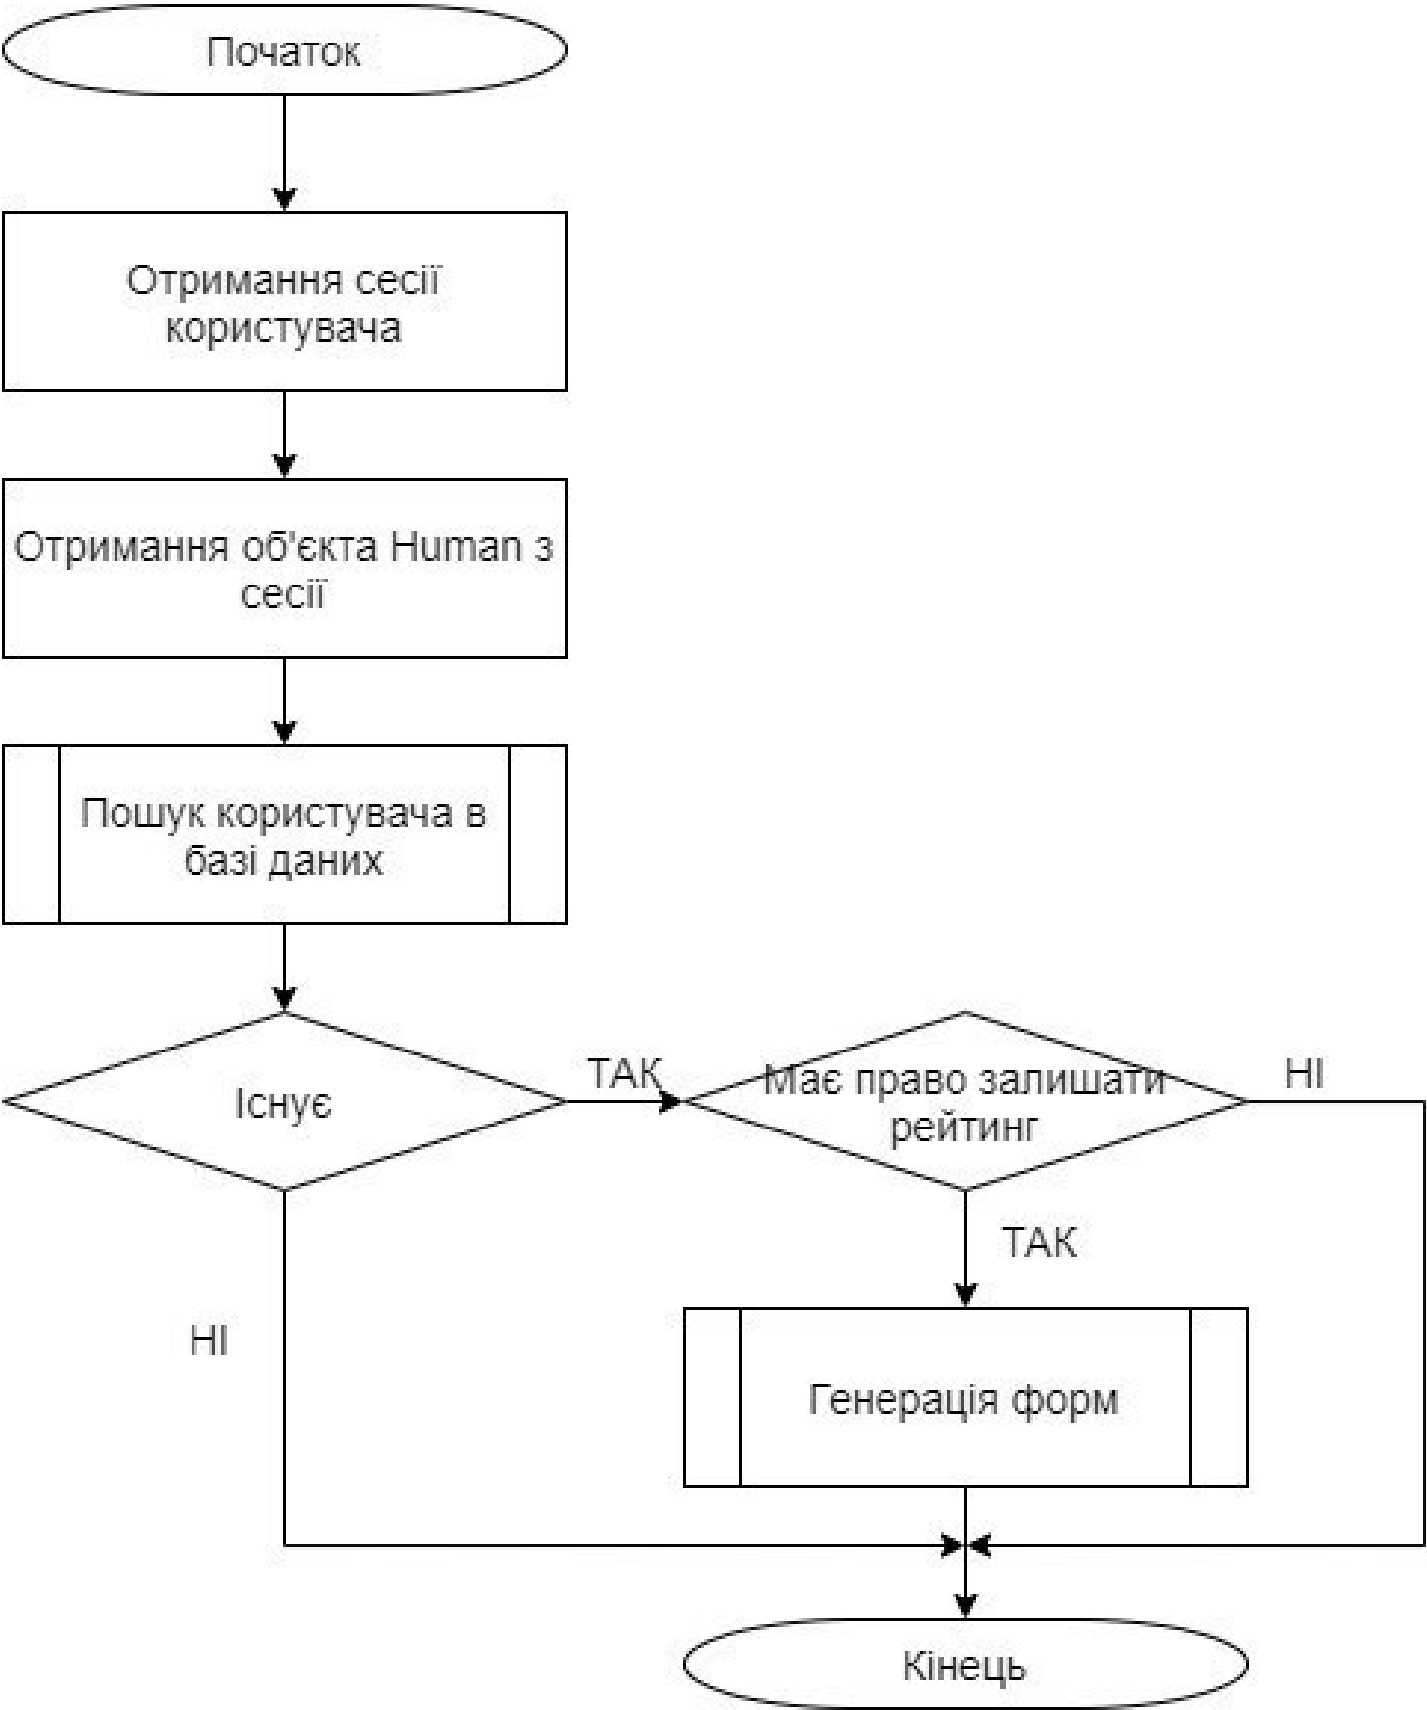 Початок
Отримання сесії
користувача
Отримання об'єкта Human з
сесії
Пошук користувача в
базі даних
Існує
ТАК
Має право залишати
рейтинг
НІ
ТАК
НІ
Генерація форм
Кінець